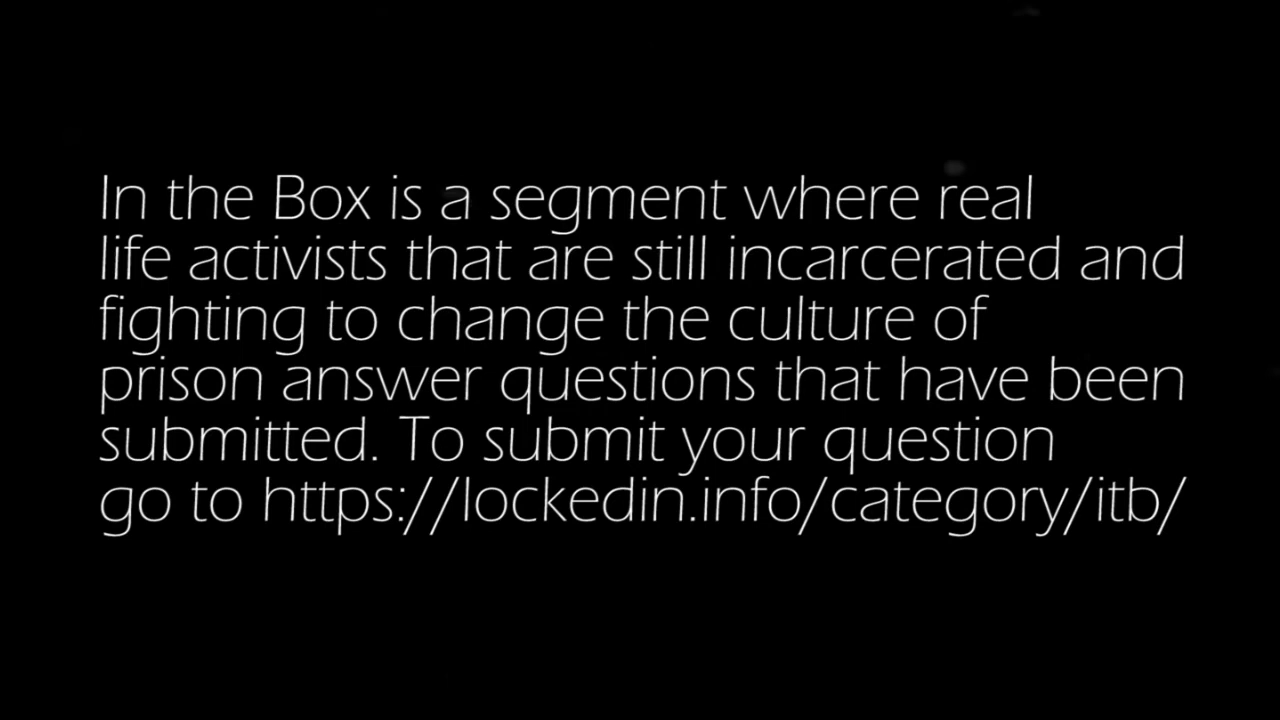 In the Box is a segment where real
life activists that are still incarcerated and
fighting to change the culture of
prison answer questions that have been
submitted. To submit your question
go to https://lockedin.info/category/itb/